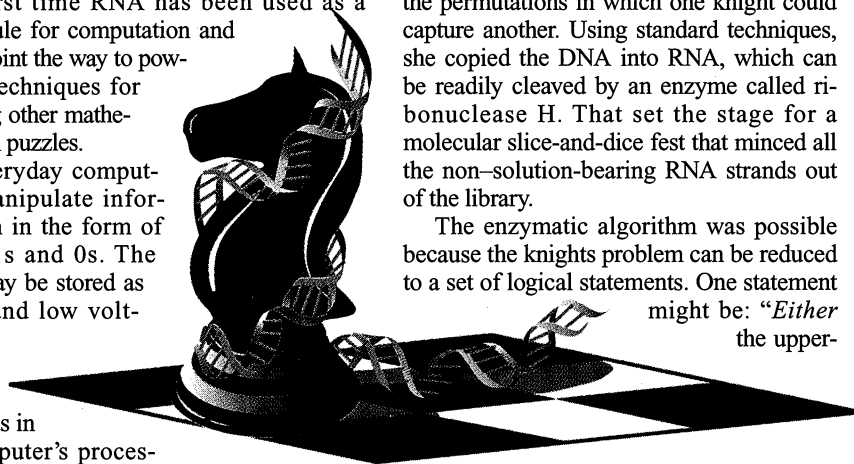 rst time RNA has been used as a
ule for computation and
oint the way to pow-
echniques for
g other mathe-
puzzles.
eryday comput-
anipulate infor-
n in the form of
s and 0s. The
ay be stored as
nd low volt-
s in
puter's proces-
the permutations in which one knight could
capture another. Using standard techniques,
she copied the DNA into RNA, which can
be readily cleaved by an enzyme called ri-
bonuclease H. That set the stage for a
molecular slice-and-dice fest that minced all
the non–solution-bearing RNA strands out
of the library.
The enzymatic algorithm was possible
because the knights problem can be reduced
to a set of logical statements. One statement
might be: “Either
the upper-